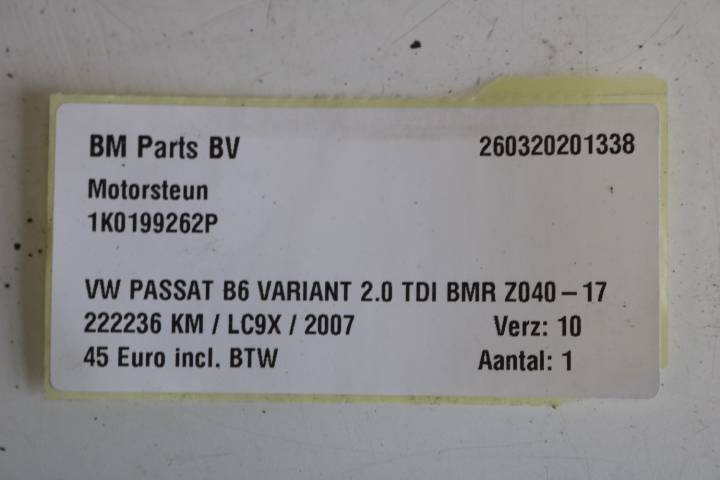 BM Parts BV 260320201338
Motorsteun
1K0199262P
VW PASSAT B6 VARIANT 2.0 TDI BMR Z040-17
222236 KM / LC9X / 2007 Verz: 10
45 Euro incl. BTW Aantal: 1